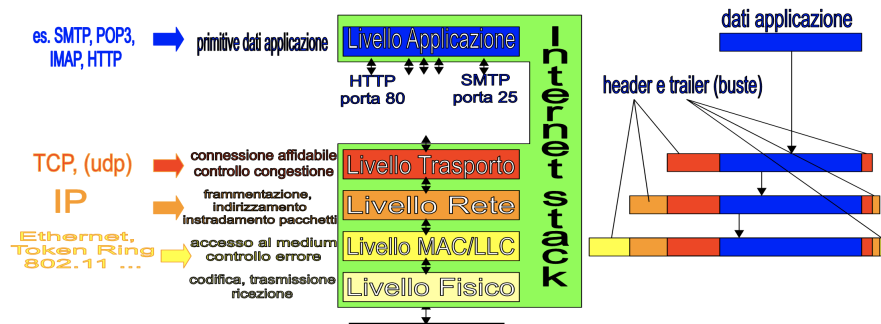 es. SMTP, POP3,
IMAP, HTTP
primitive dati applicazione
Livello Applicazione
HTTP
porta 80
SMTP
porta 25
TCP, (udp)
connessione affidabile
controllo congestione
Livello Trasporto
IP
frammentazione,
indirizzamento
instradamento pacchetti
Livello Rete
Ethernet,
Token Ring
802.11 ...
accesso al medium
controllo errore
Livello MAC/LLC
codifica, trasmissione
ricezione
Livello Fisico
Internet stack
dati applicazione
header e trailer (buste)